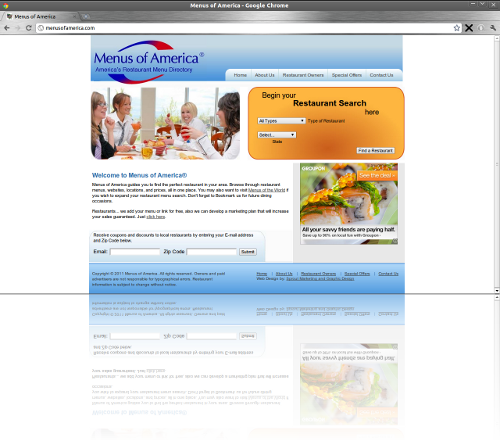 Menus of America - Google Chrome
Menus of America
menusofamerica.com
Menus of America®
America's Restaurant Menu Directory
Home | About Us | Restaurant Owners | Special Offers | Contact Us
Begin your
Restaurant Search
here
All Types Type of Restaurant
Select...
State
Find a Restaurant
Welcome to Menus of America®
Menus of America guides you to find the perfect restaurant in your area. Browse through restaurant
menus, websites, locations, and prices, all in one place. You may also want to visit Menus of the World if
you wish to expand your restaurant menu search. Don't forget to Bookmark us for future dining
occasions.
Restaurants... we add your menu or link for free, also we can develop a marketing plan that will increase
your sales guaranteed. Just click here.
GROUPON
See the deal >
All your savvy friends are paying half.
Save up to 90% on local fun with Groupon
Receive coupons and discounts to local restaurants by entering your E-mail address
and Zip Code below.
Email: Zip Code Submit
Copyright © 2011 Menus of America. All rights reserved. Owners and paid
advertisers are not responsible for typographical errors. Restaurant
information is subject to change without notice.
Home | About Us | Restaurant Owners | Special Offers | Contact Us
Web Design by: